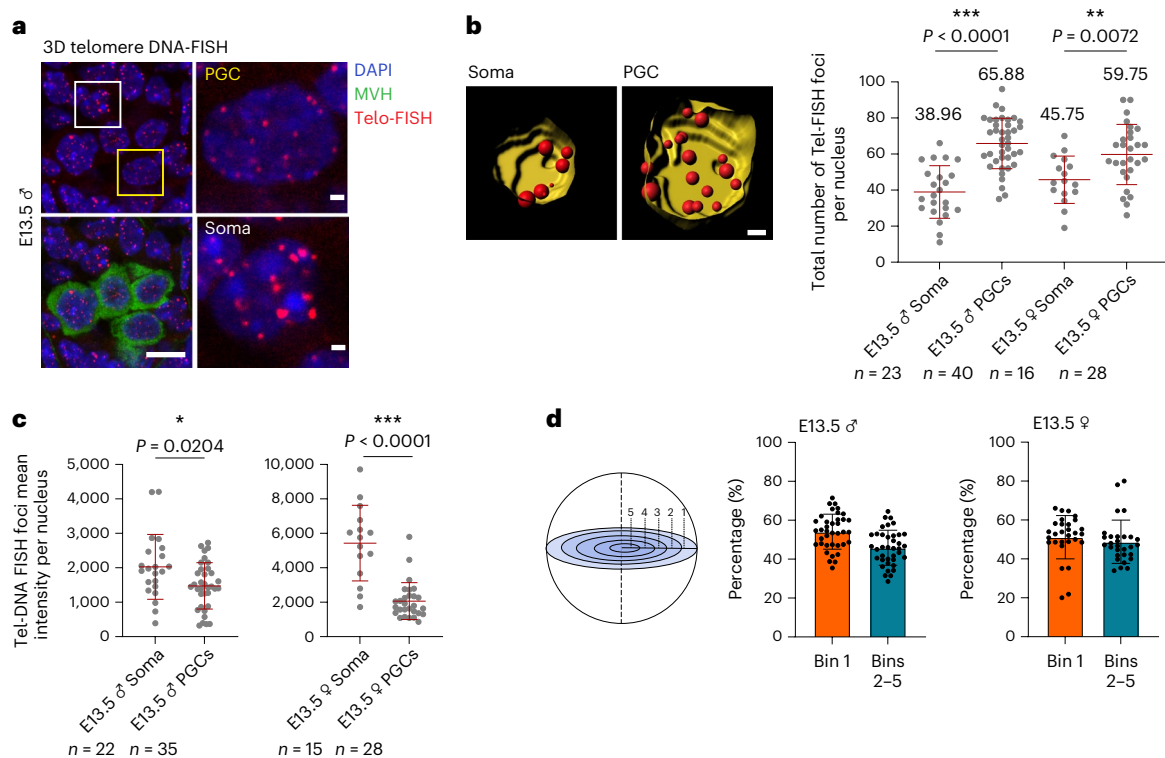 a
3D telomere DNA-FISH
PGC
DAPI
MVH
Telo-FISH
E13.5 ♂
Soma
b
Soma
PGC
*** **
P < 0.0001 P = 0.0072
Total number of Tel-FISH foci
per nucleus
100
80
60
40
20
0
38.96
65.88
45.75
59.75
E13.5 ♂ Soma
E13.5 ♂ PGCs
E13.5 ♀ Soma
E13.5 ♀ PGCs
n = 23 n = 40 n = 16 n = 28
c
Tel-DNA FISH foci mean
intensity per nucleus
*
P = 0.0204
5,000
4,000
3,000
2,000
1,000
0
E13.5 ♂ Soma
E13.5 ♂ PGCs
n = 22 n = 35
***
P < 0.0001
10,000
8,000
6,000
4,000
2,000
0
E13.5 ♀ Soma
E13.5 ♀ PGCs
n = 15 n = 28
d
5 4 3 2 1
E13.5 ♂
Percentage (%)
100
80
60
40
20
0
Bin 1
Bins
2–5
E13.5 ♀
Percentage (%)
100
80
60
40
20
0
Bin 1
Bins
2–5